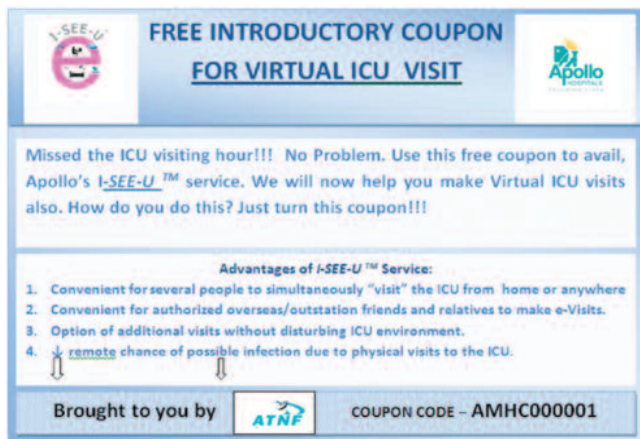 I-SEE-U
FREE INTRODUCTORY COUPON
FOR VIRTUAL ICU VISIT
Apollo
HOSPITALS
Missed the ICU visiting hour!!! No Problem. Use this free coupon to avail,
Apollo's I-SEE-U TM service. We will now help you make Virtual ICU visits
also. How do you do this? Just turn this coupon!!!
Advantages of I-SEE-U TM Service:
1. Convenient for several people to simultaneously "visit" the ICU from home or anywhere
2. Convenient for authorized overseas/outstation friends and relatives to make e-Visits.
3. Option of additional visits without disturbing ICU environment.
4. ↓ remote chance of possible infection due to physical visits to the ICU.
Brought to you by
ATNF
COUPON CODE – AMHC000001